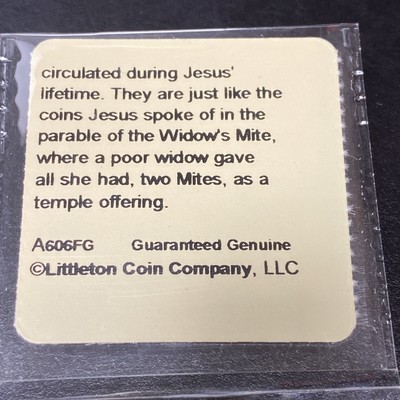 circulated during Jesus'
lifetime. They are just like the
coins Jesus spoke of in the
parable of the Widow's Mite,
where a poor widow gave
all she had, two Mites, as a
temple offering.
A606FG Guaranteed Genuine
©Littleton Coin Company, LLC